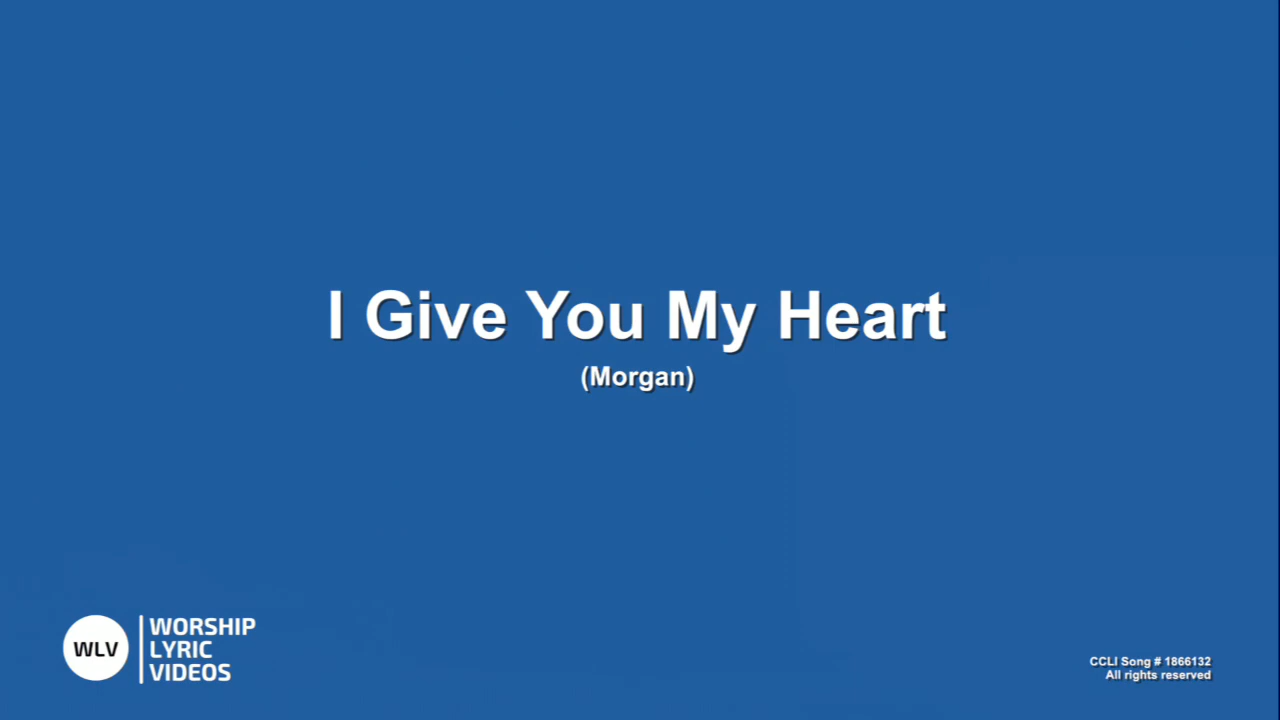 I Give You My Heart
(Morgan)
WLV
WORSHIP
LYRIC
VIDEOS
CCLI Song # 1866132
All rights reserved